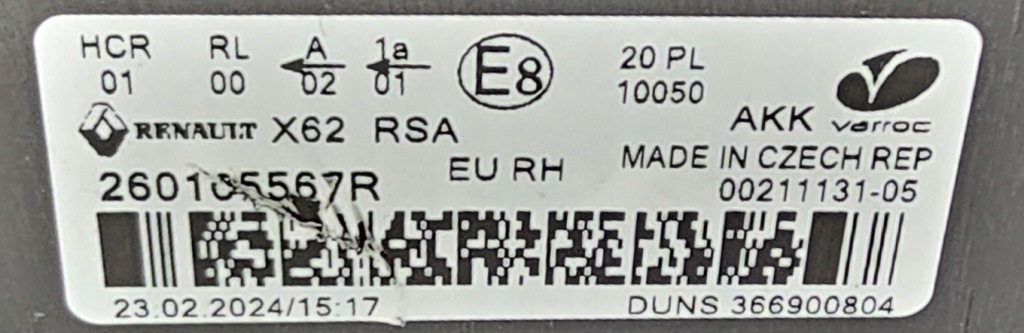 HCR RL A 1a E8 20 PL
01 00 02 01 10050
RENAULT X62 RSA AKK varroc
EU RH MADE IN CZECH REP
260105567R 00211131-05
23.02.2024/15:17 DUNS 366900804